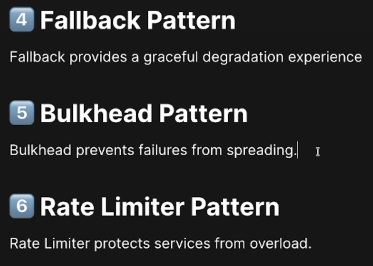 4 Fallback Pattern
Fallback provides a graceful degradation experience
5 Bulkhead Pattern
Bulkhead prevents failures from spreading.
6 Rate Limiter Pattern
Rate Limiter protects services from overload.